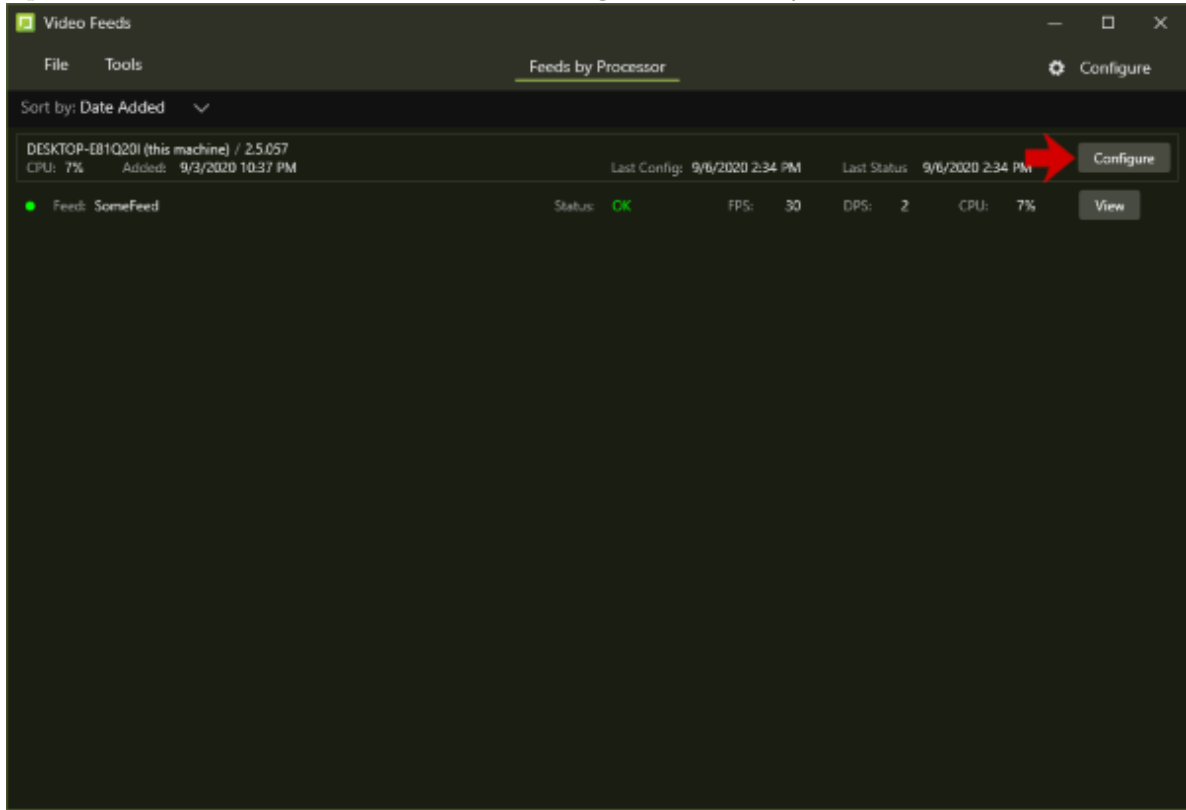 Video Feeds
File Tools Feeds by Processor Configure
Sort by: Date Added
DESKTOP-E81Q20I (this machine) / 2.5.057
CPU: 7% Added: 9/3/2020 10:37 PM Last Config: 9/6/2020 2:34 PM Last Status 9/6/2020 2:34 PM Configure
Feed: SomeFeed Status: OK FPS: 30 DPS: 2 CPU: 7% View